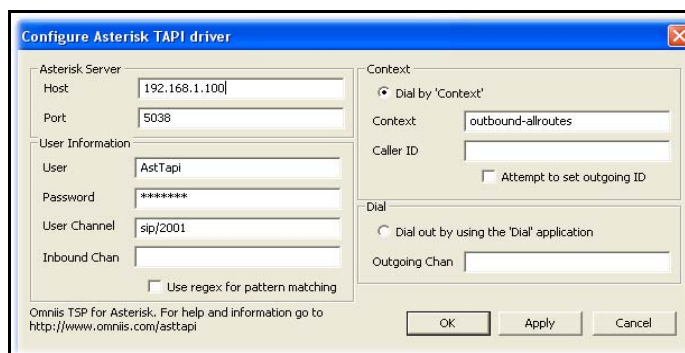 Configure Asterisk TAPI driver
Asterisk Server
Host
192.168.1.100
Port
5038
User Information
User
AstTapi
Password
*******
User Channel
sip/2001
Inbound Chan
Use regex for pattern matching
Omniis TSP for Asterisk. For help and information go to
http://www.omniis.com/asttapi
Context
Dial by 'Context'
Context
outbound-allroutes
Caller ID
Attempt to set outgoing ID
Dial
Dial out by using the 'Dial' application
Outgoing Chan
OK
Apply
Cancel